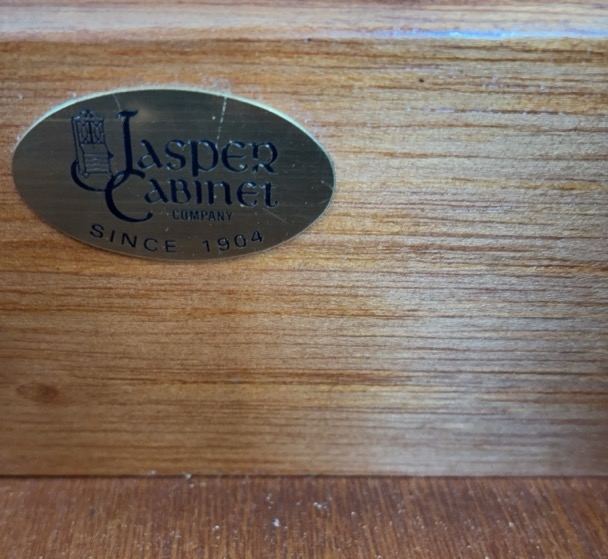 Jasper
Cabinet
COMPANY
SINCE 1904